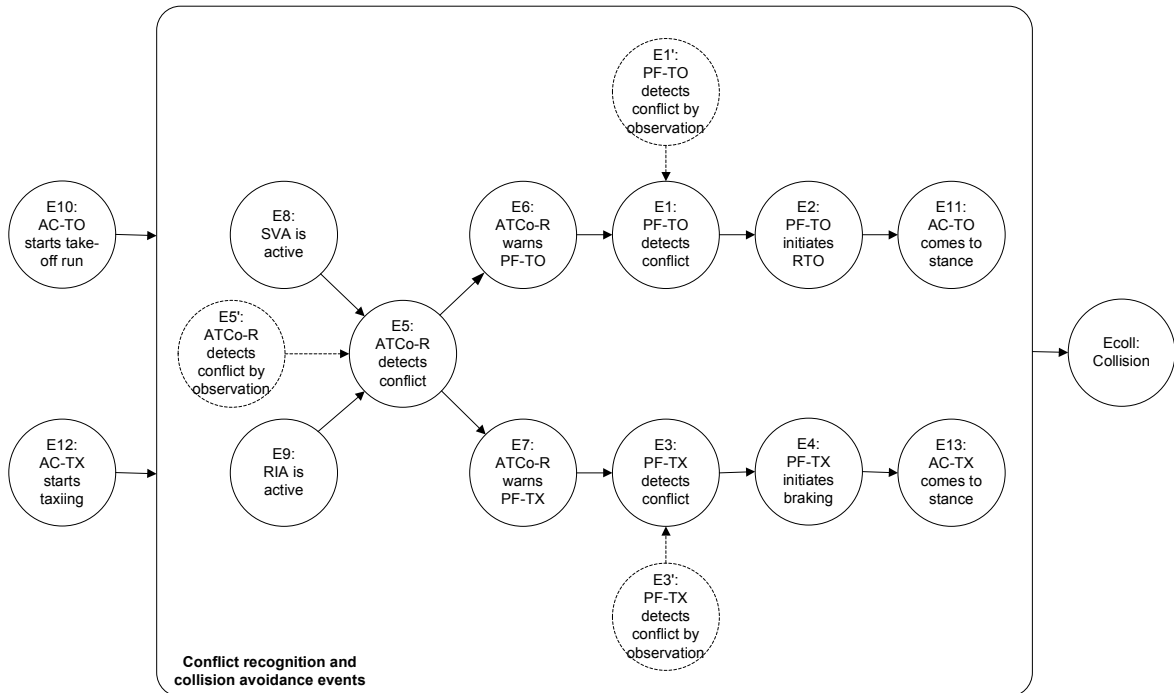 E1':
PF-TO
detects
conflict by
observation
E10:
AC-TO
starts take-
off run
E8:
SVA is
active
E6:
ATCo-R
warns
PF-TO
E1:
PF-TO
detects
conflict
E2:
PF-TO
initiates
RTO
E11:
AC-TO
comes to
stance
E5':
ATCo-R
detects
conflict by
observation
E5:
ATCo-R
detects
conflict
Ecoll:
Collision
E12:
AC-TX
starts
taxiing
E9:
RIA is
active
E7:
ATCo-R
warns
PF-TX
E3:
PF-TX
detects
conflict
E4:
PF-TX
initiates
braking
E13:
AC-TX
comes to
stance
E3':
PF-TX
detects
conflict by
observation
Conflict recognition and
collision avoidance events